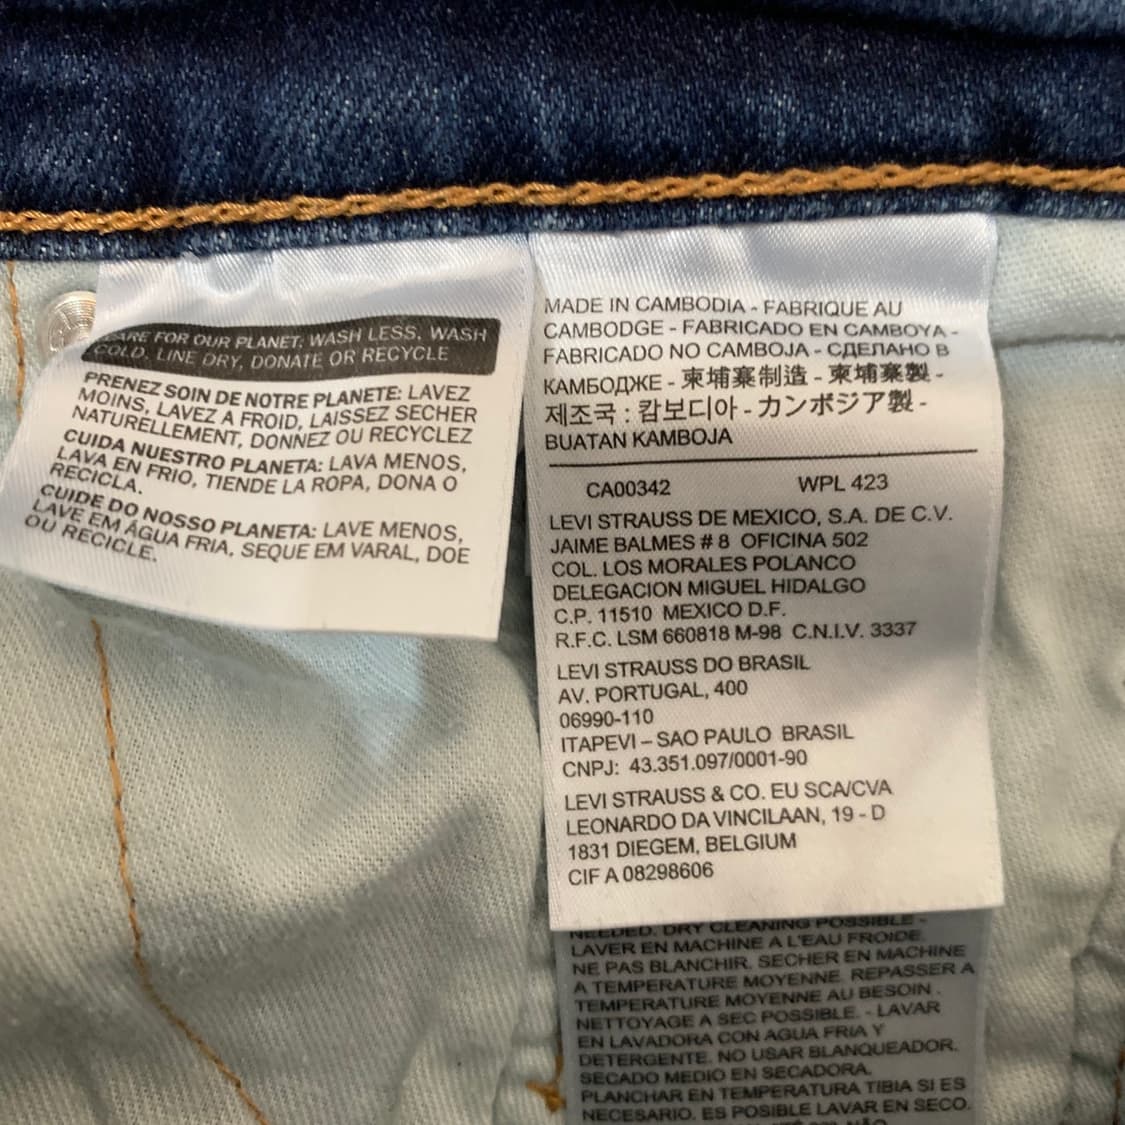 CARE FOR OUR PLANET: WASH LESS, WASH
COLD, LINE DRY, DONATE OR RECYCLE
PRENEZ SOIN DE NOTRE PLANETE: LAVEZ
MOINS, LAVEZ A FROID, LAISSEZ SECHER
NATURELLEMENT, DONNEZ OU RECYCLEZ
CUIDA NUESTRO PLANETA: LAVA MENOS,
LAVA EN FRIO, TIENDE LA ROPA, DONA O
RECICLA.
CUIDE DO NOSSO PLANETA: LAVE MENOS,
LAVE EM ÁGUA FRIA, SEQUE EM VARAL, DOE
OU RECICLE.
MADE IN CAMBODIA - FABRIQUE AU
CAMBODGE - FABRICADO EN CAMBOYA -
FABRICADO NO CAMBOJA - СДЕЛАНО В
КАМБОДЖЕ - 柬埔寨制造 - 柬埔寨製 -
제조국 : 캄보디아 - カンボジア製 -
BUATAN KAMBOJA
CA00342 WPL 423
LEVI STRAUSS DE MEXICO, S.A. DE C.V.
JAIME BALMES # 8 OFICINA 502
COL. LOS MORALES POLANCO
DELEGACION MIGUEL HIDALGO
C.P. 11510 MEXICO D.F.
R.F.C. LSM 660818 M-98 C.N.I.V. 3337
LEVI STRAUSS DO BRASIL
AV. PORTUGAL, 400
06990-110
ITAPEVI – SAO PAULO BRASIL
CNPJ: 43.351.097/0001-90
LEVI STRAUSS & CO. EU SCA/CVA
LEONARDO DA VINCILAAN, 19 - D
1831 DIEGEM, BELGIUM
CIF A 08298606
NEEDED. DRY CLEANING POSSIBLE -
LAVER EN MACHINE A L'EAU FROIDE.
NE PAS BLANCHIR. SECHER EN MACHINE
A TEMPERATURE MOYENNE. REPASSER A
TEMPERATURE MOYENNE AU BESOIN .
NETTOYAGE A SEC POSSIBLE. - LAVAR
EN LAVADORA CON AGUA FRIA Y
DETERGENTE. NO USAR BLANQUEADOR.
SECADO MEDIO EN SECADORA.
PLANCHAR EN TEMPERATURA TIBIA SI ES
NECESARIO. ES POSIBLE LAVAR EN SECO.